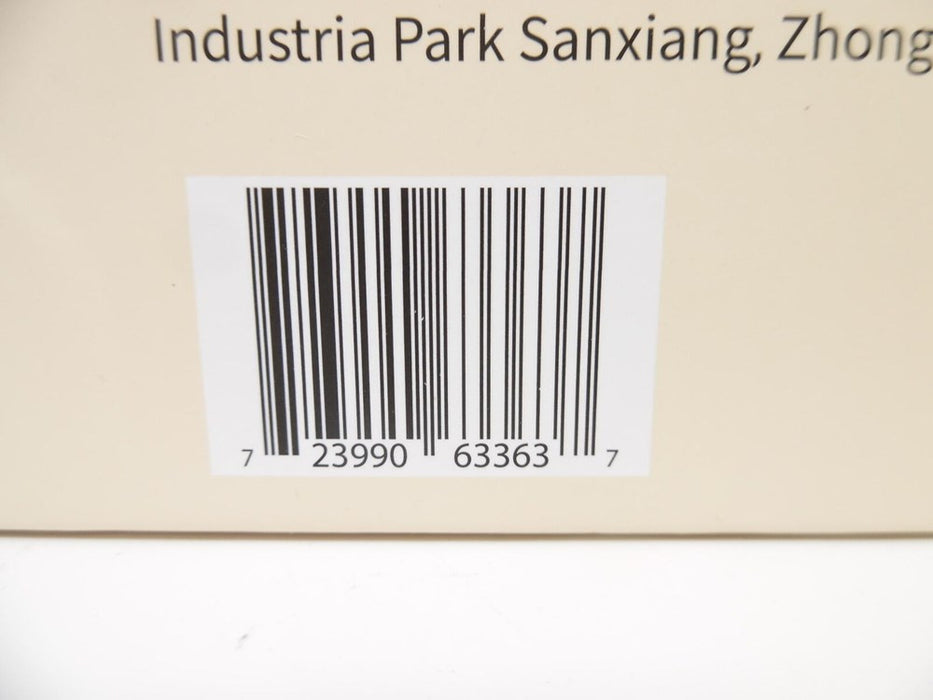 Industria Park Sanxiang, Zhong
7 23990 63363 7